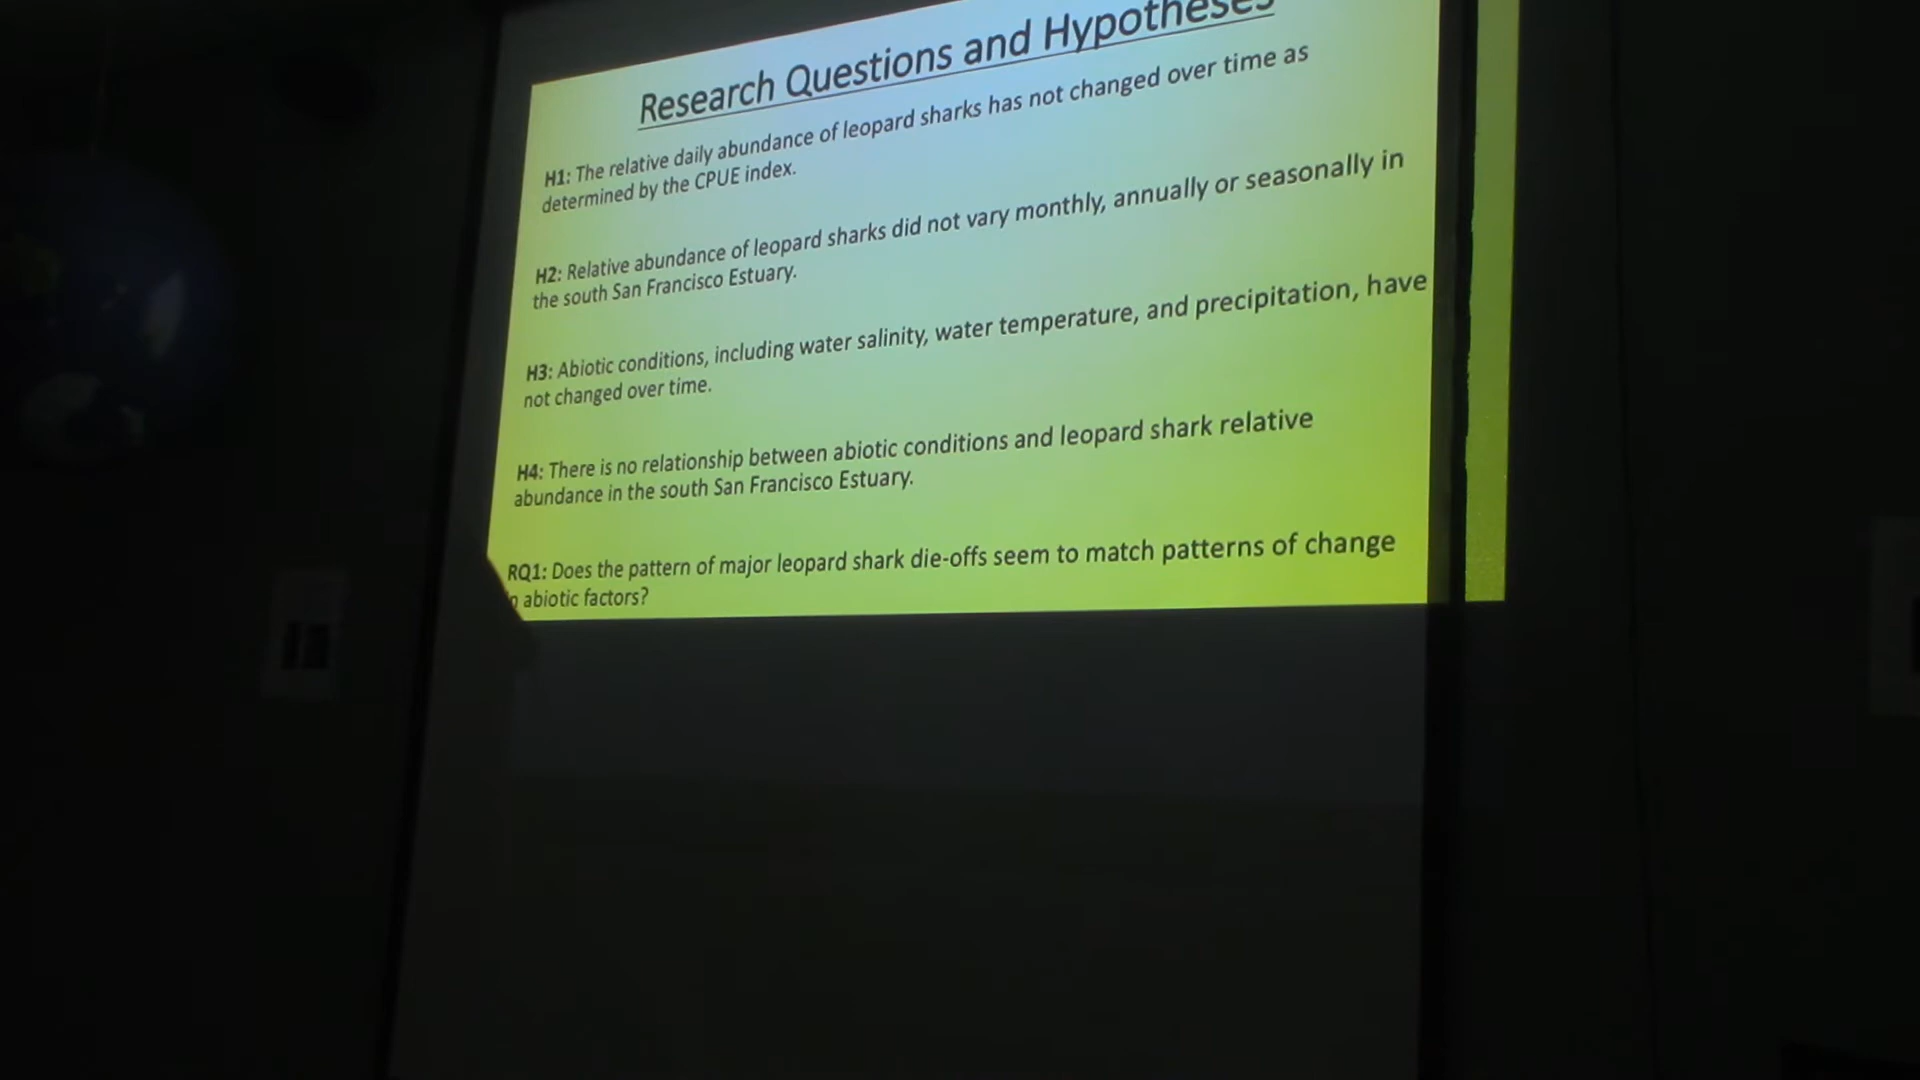 Research Questions and Hypotheses
H1: The relative daily abundance of leopard sharks has not changed over time as
determined by the CPUE index.
H2: Relative abundance of leopard sharks did not vary monthly, annually or seasonally in
the south San Francisco Estuary.
H3: Abiotic conditions, including water salinity, water temperature, and precipitation, have
not changed over time.
H4: There is no relationship between abiotic conditions and leopard shark relative
abundance in the south San Francisco Estuary.
RQ1: Does the pattern of major leopard shark die-offs seem to match patterns of change
abiotic factors?